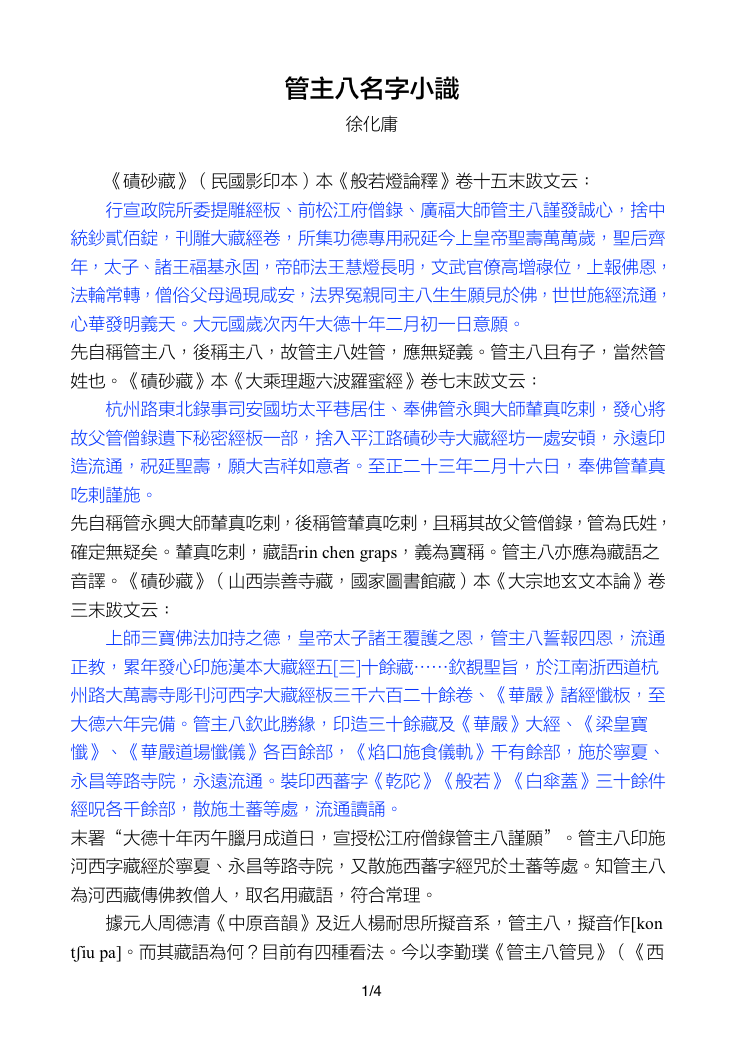 管主八名字小識
徐化庸
《磧砂藏》（民國影印本）本《般若燈論釋》卷十五末跋文云：
行宣政院所委提雕經板、前松江府僧錄、廣福大師管主八謹發誠心，捨中
統鈔貳佰錠，刊雕大藏經卷，所集功德專用祝延今上皇帝聖壽萬萬歲，聖后齊
年，太子、諸王福基永固，帝師法王慧燈長明，文武官僚高增祿位，上報佛恩，
法輪常轉，僧俗父母過現咸安，法界冤親同主八生生願見於佛，世世施經流通，
心華發明義天。大元國歲次丙午大德十年二月初一日意願。
先自稱管主八，後稱主八，故管主八姓管，應無疑義。管主八且有子，當然管
姓也。《磧砂藏》本《大乘理趣六波羅蜜經》卷七末跋文云：
杭州路東北錄事司安國坊太平巷居住、奉佛管永興大師輦真吃剌，發心將
故父管僧錄遺下秘密經板一部，捨入平江路磧砂寺大藏經坊一處安頓，永遠印
造流通，祝延聖壽，願大吉祥如意者。至正二十三年二月十六日，奉佛管輦真
吃剌謹施。
先自稱管永興大師輦真吃剌，後稱管輦真吃剌，且稱其故父管僧錄，管為氏姓，
確定無疑矣。輦真吃剌，藏語rin chen graps，義為寶稱。管主八亦應為藏語之
音譯。《磧砂藏》（山西崇善寺藏，國家圖書館藏）本《大宗地玄文本論》卷
三末跋文云：
上師三寶佛法加持之德，皇帝太子諸王覆護之恩，管主八誓報四恩，流通
正教，累年發心印施漢本大藏經五[三]十餘藏⋯⋯欽覩聖旨，於江南浙西道杭
州路大萬壽寺彫刊河西字大藏經板三千六百二十餘卷、《華嚴》諸經懺板，至
大德六年完備。管主八欽此勝緣，印造三十餘藏及《華嚴》大經、《梁皇寶
懺》、《華嚴道場懺儀》各百餘部，《焰口施食儀軌》千有餘部，施於寧夏、
永昌等路寺院，永遠流通。裝印西蕃字《乾陀》《般若》《白傘蓋》三十餘件
經呪各千餘部，散施土蕃等處，流通讀誦。
末署“大德十年丙午臘月成道日，宣授松江府僧錄管主八謹願”。管主八印施
河西字藏經於寧夏、永昌等路寺院，又散施西蕃字經咒於土蕃等處。知管主八
為河西藏傳佛教僧人，取名用藏語，符合常理。
據元人周德清《中原音韻》及近人楊耐思所擬音系，管主八，擬音作[kon
tʃiu pa]。而其藏語為何？目前有四種看法。今以李勤璞《管主八管見》（《西
1/4